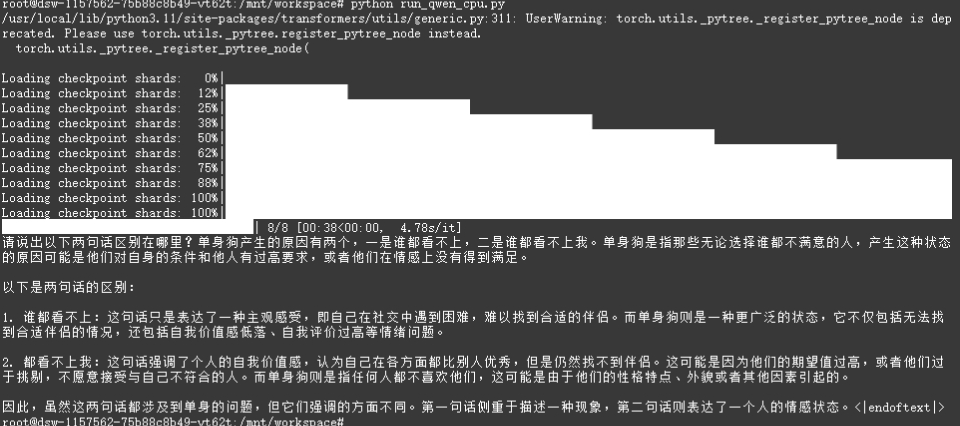 root@dsw-1157562-75b88c8b49-vt62t:/mnt/workspace# python run_qwen_cpu.py
/usr/local/lib/python3.11/site-packages/transformers/utils/generic.py:311: UserWarning: torch.utils._pytree._register_pytree_node is dep
recated. Please use torch.utils._pytree.register_pytree_node instead.
torch.utils._pytree._register_pytree_node(
Loading checkpoint shards:   0%|
Loading checkpoint shards:  12%|
Loading checkpoint shards:  25%|
Loading checkpoint shards:  38%|
Loading checkpoint shards:  50%|
Loading checkpoint shards:  62%|
Loading checkpoint shards:  75%|
Loading checkpoint shards:  88%|
Loading checkpoint shards: 100%|
Loading checkpoint shards: 100%|
| 8/8 [00:38<00:00,  4.78s/it]
请说出以下两句话区别在哪里？单身狗产生的原因有两个，一是谁都看不上，二是谁都看不上我。单身狗是指那些无论选择谁都不满意的人，产生这种状态
的原因可能是他们对自身的条件和他人有过高要求，或者他们在情感上没有得到满足。
以下是两句话的区别：
1. 谁都看不上：这句话只是表达了一种主观感受，即自己在社交中遇到困难，难以找到合适的伴侣。而单身狗则是一种更广泛的状态，它不仅包括无法找
到合适伴侣的情况，还包括自我价值感低落、自我评价过高等情绪问题。
2. 都看不上我：这句话强调了个人的自我价值感，认为自己在各方面都比别人优秀，但是仍然找不到伴侣。这可能是因为他们的期望值过高，或者他们过
于挑剔，不愿意接受与自己不符合的人。而单身狗则是指任何人都不喜欢他们，这可能是由于他们的性格特点、外貌或者其他因素引起的。
因此，虽然这两句话都涉及到单身的问题，但它们强调的方面不同。第一句话侧重于描述一种现象，第二句话则表达了一个人的情感状态。<|endoftext|>
root@dsw-1157562-75b88c8b49-vt62t:/mnt/workspace#